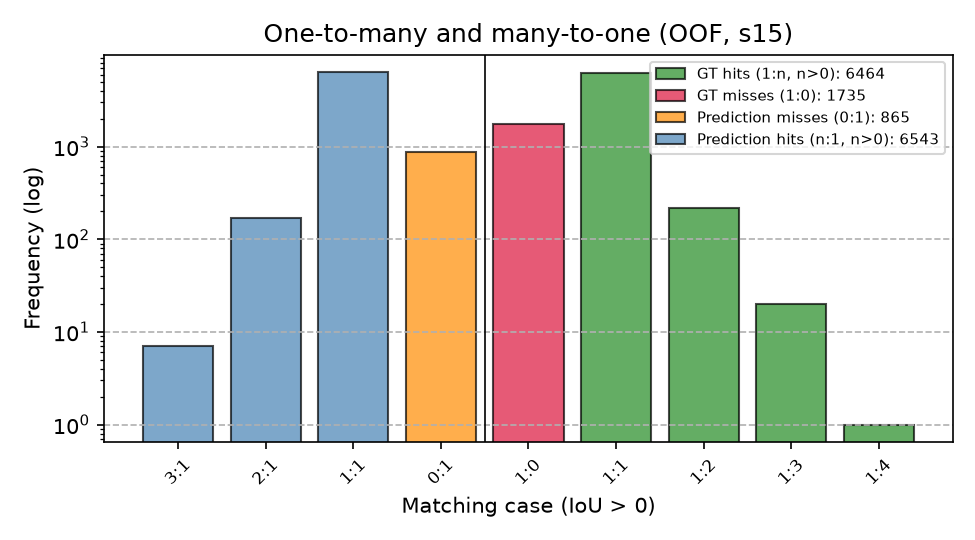 One-to-many and many-to-one (OOF, s15)
GT hits (1:n, n>0): 6464
GT misses (1:0): 1735
Prediction misses (0:1): 865
Prediction hits (n:1, n>0): 6543
Frequency (log)
10³
10²
10¹
10⁰
3:1 2:1 1:1 0:1 1:0 1:1 1:2 1:3 1:4
Matching case (IoU > 0)